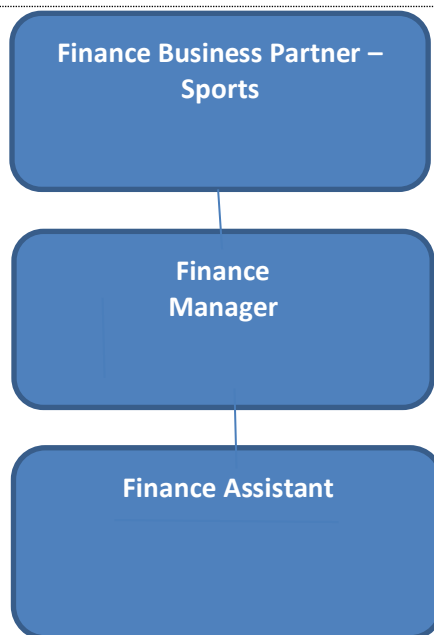 Finance Business Partner –
Sports
Finance
Manager
Finance Assistant